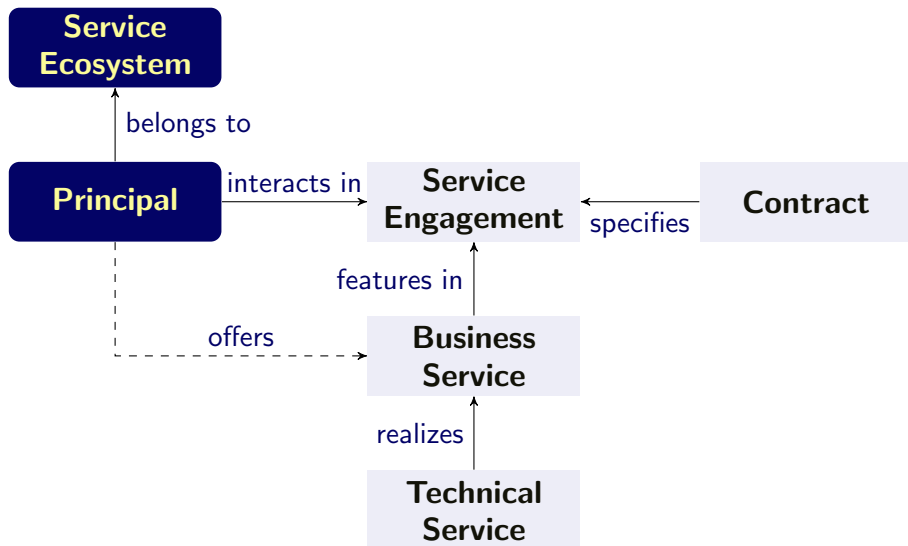 Service
Ecosystem
belongs to
Principal
interacts in
Service
Engagement
specifies
Contract
features in
offers
Business
Service
realizes
Technical
Service